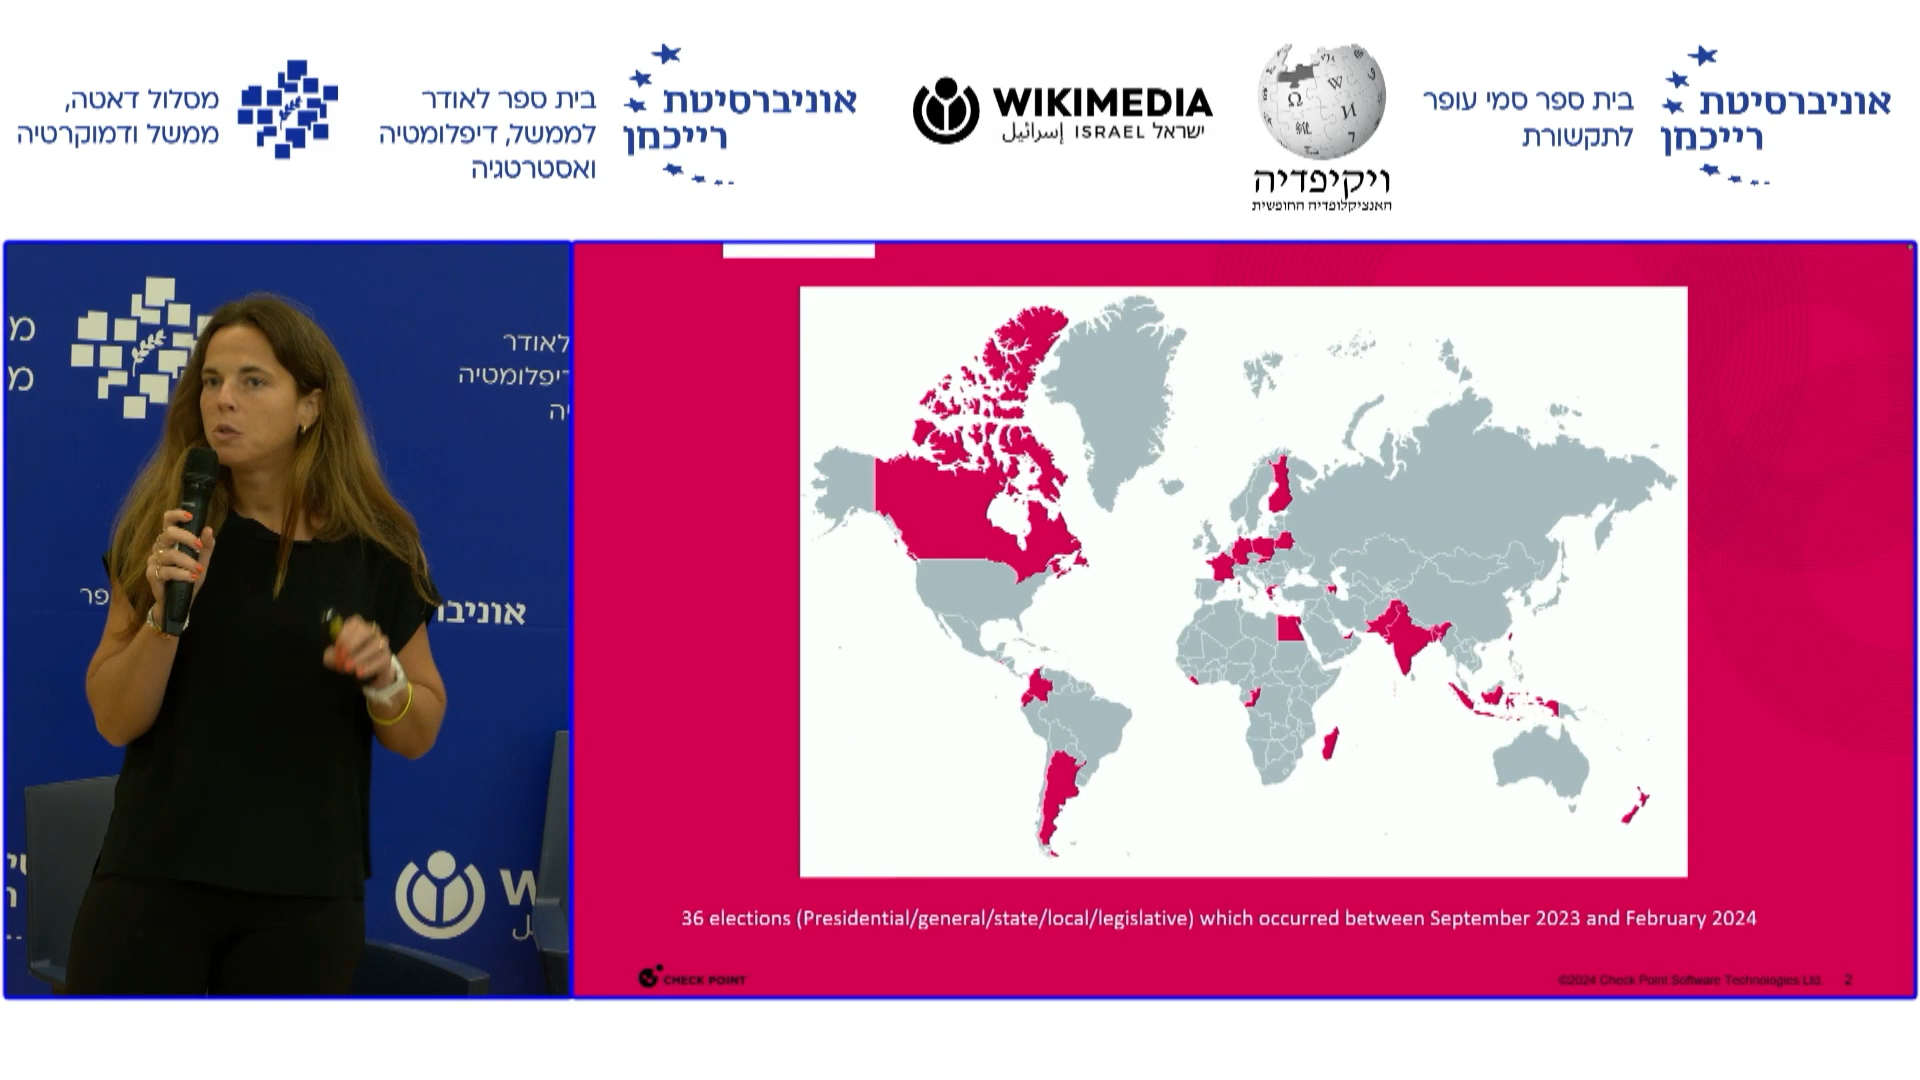 מסלול דאטה,
ממשל ודמוקרטיה
בית ספר לאודר
לממשל, דיפלומטיה
ואסטרטגיה
אוניברסיטת
רייכמן
WIKIMEDIA
إسرائيل ISRAEL ישראל
ויקיפדיה
האנציקלופדיה החופשית
בית ספר סמי עופר
לתקשורת
אוניברסיטת
רייכמן
לאודר
אוניבר
W
36 elections (Presidential/general/state/local/legislative) which occurred between September 2023 and February 2024
CHECK POINT
©2024 Check Point Software Technologies Ltd.
2